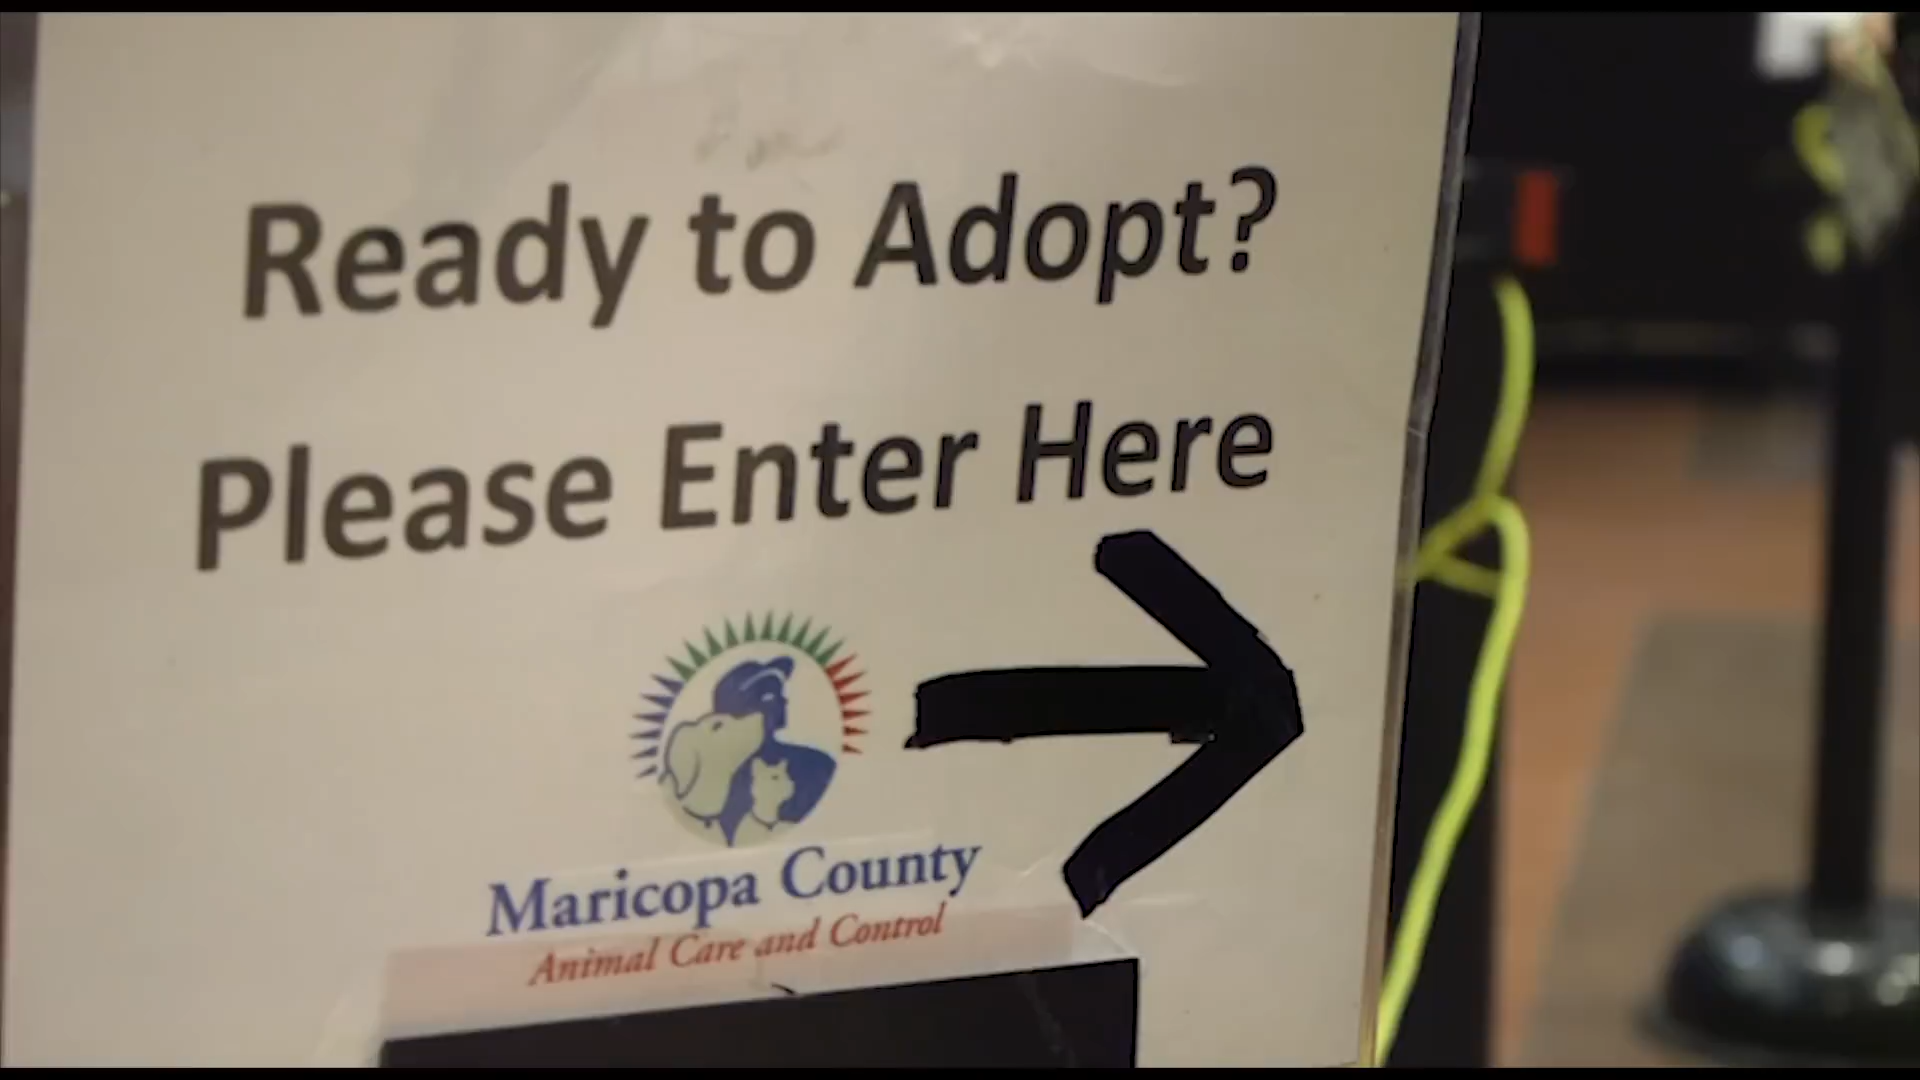 Ready to Adopt?
Please Enter Here
Maricopa County
Animal Care and Control